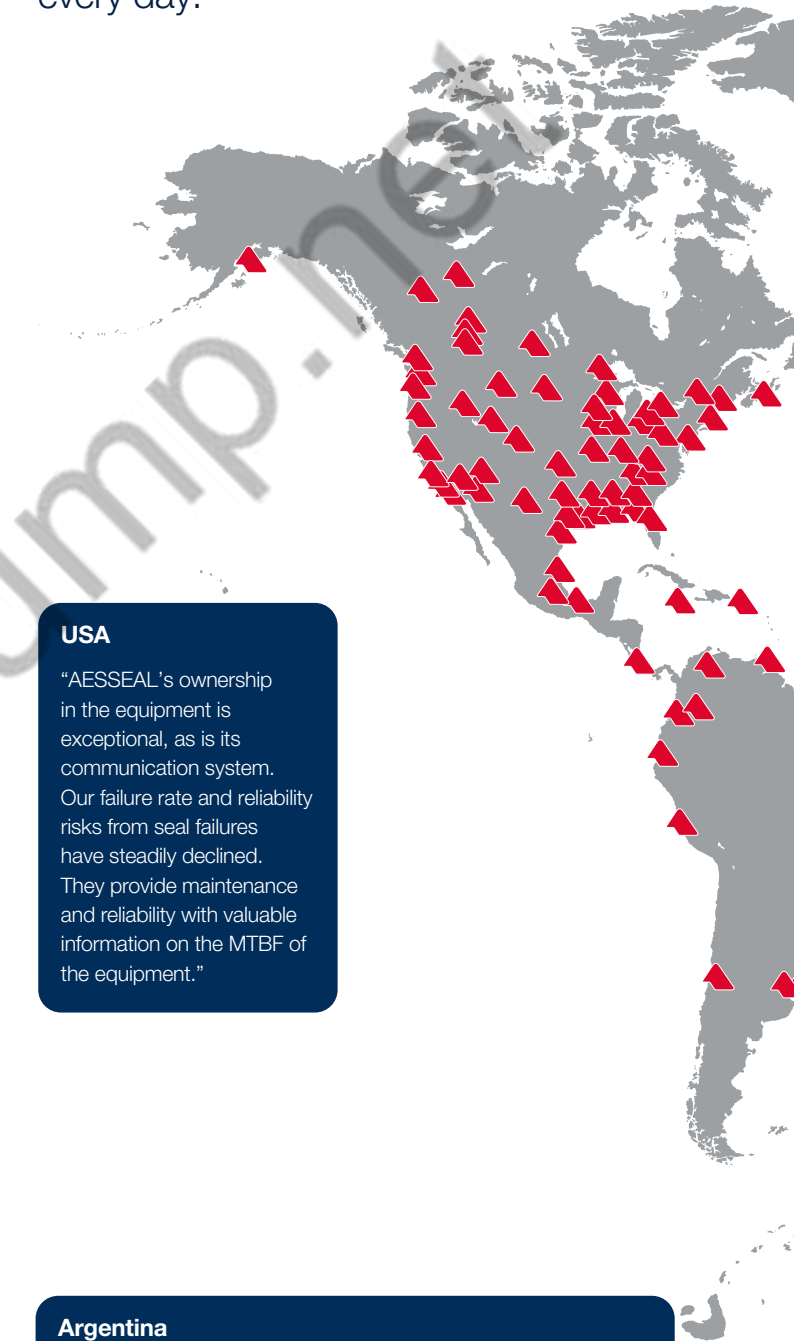 every day.
ump.net
USA
“AESSEAL’s ownership
in the equipment is
exceptional, as is its
communication system.
Our failure rate and reliability
risks from seal failures
have steadily declined.
They provide maintenance
and reliability with valuable
information on the MTBF of
the equipment.”
Argentina